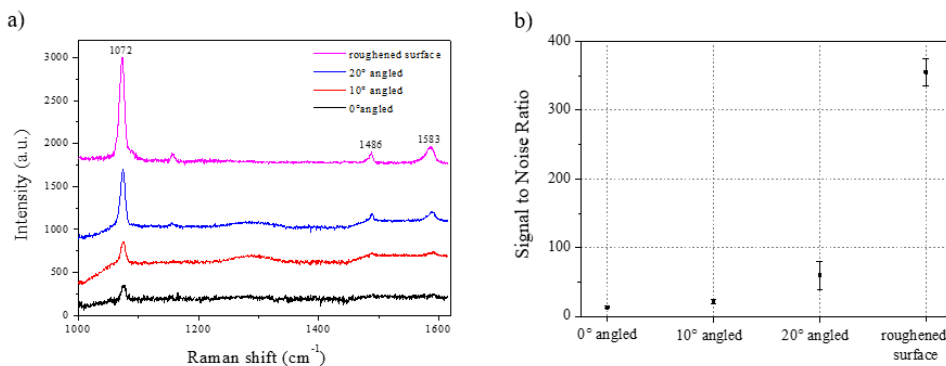 a)
1072
roughened surface
20° angled
10° angled
0°angled
1486
1583
3000
2500
2000
1500
1000
500
0
Intensity (a.u.)
1000
1200
1400
1600
Raman shift (cm⁻¹)
b)
400
300
200
100
0
Signal to Noise Ratio
0° angled
10° angled
20° angled
roughened
surface